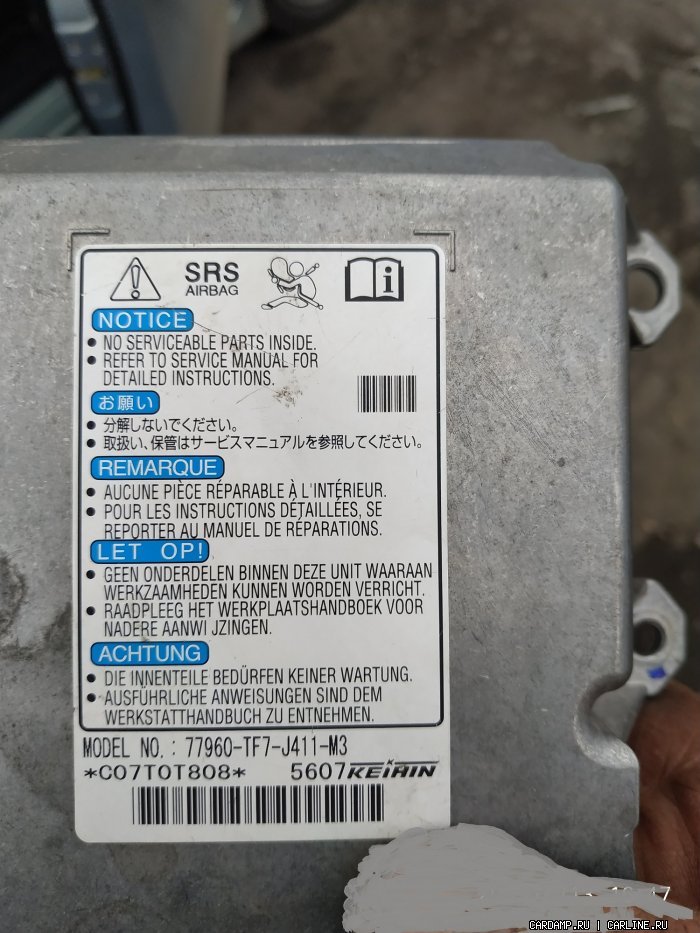 SRS
AIRBAG
NOTICE
• NO SERVICEABLE PARTS INSIDE.
• REFER TO SERVICE MANUAL FOR
DETAILED INSTRUCTIONS.
お願い
• 分解しないでください。
• 取扱い、保管はサービスマニュアルを参照してください。
REMARQUE
• AUCUNE PIÈCE RÉPARABLE À L'INTÉRIEUR.
• POUR LES INSTRUCTIONS DÉTAILLÉES, SE
REPORTER AU MANUEL DE RÉPARATIONS.
LET OP!
• GEEN ONDERDELEN BINNEN DEZE UNIT WAARAAN
WERKZAAMHEDEN KUNNEN WORDEN VERRICHT.
• RAADPLEEG HET WERKPLAATSHANDBOEK VOOR
NADERE AANWI JZINGEN.
ACHTUNG
• DIE INNENTEILE BEDÜRFEN KEINER WARTUNG.
• AUSFÜHRLICHE ANWEISUNGEN SIND DEM
WERKSTATTHANDBUCH ZU ENTNEHMEN.
MODEL NO. : 77960-TF7-J411-M3
*C07T0T808* 5607 KEIHIN
CARDAMP.RU | CARLINE.RU